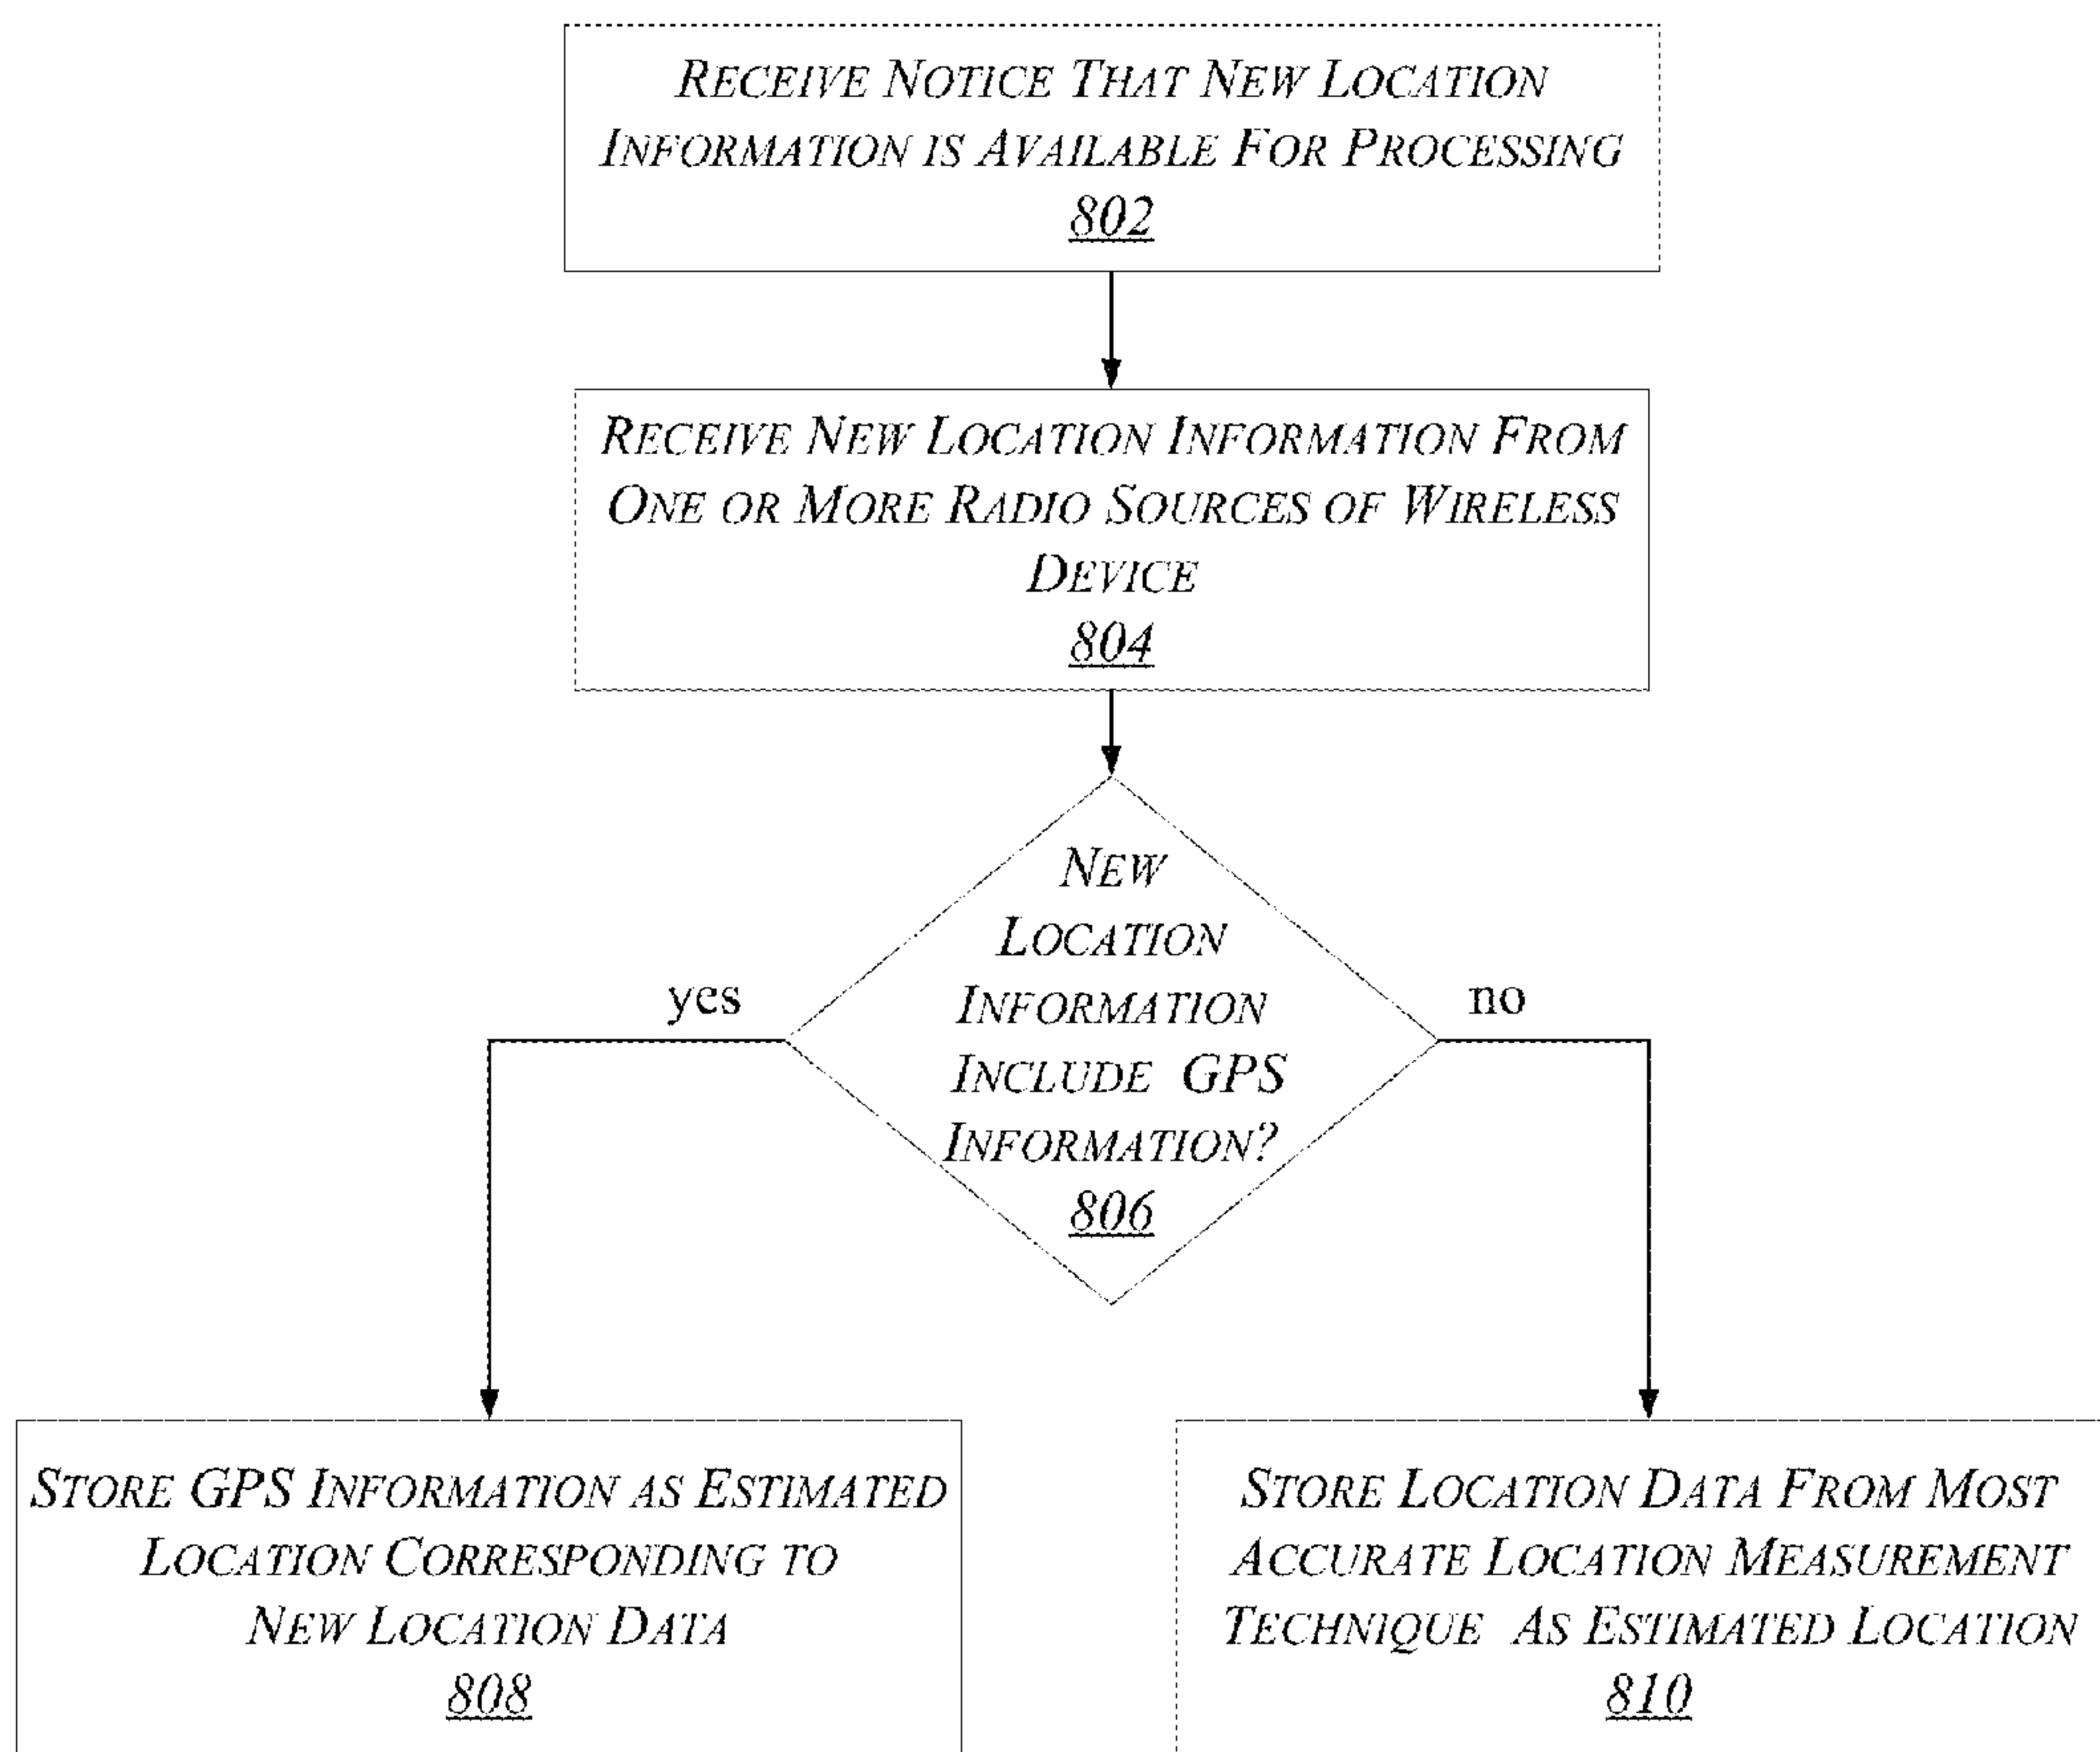 RECEIVE NOTICE THAT NEW LOCATION
INFORMATION IS AVAILABLE FOR PROCESSING
802
RECEIVE NEW LOCATION INFORMATION FROM
ONE OR MORE RADIO SOURCES OF WIRELESS
DEVICE
804
NEW
LOCATION
INFORMATION
INCLUDE GPS
INFORMATION?
806
yes
no
STORE GPS INFORMATION AS ESTIMATED
LOCATION CORRESPONDING TO
NEW LOCATION DATA
808
STORE LOCATION DATA FROM MOST
ACCURATE LOCATION MEASUREMENT
TECHNIQUE AS ESTIMATED LOCATION
810